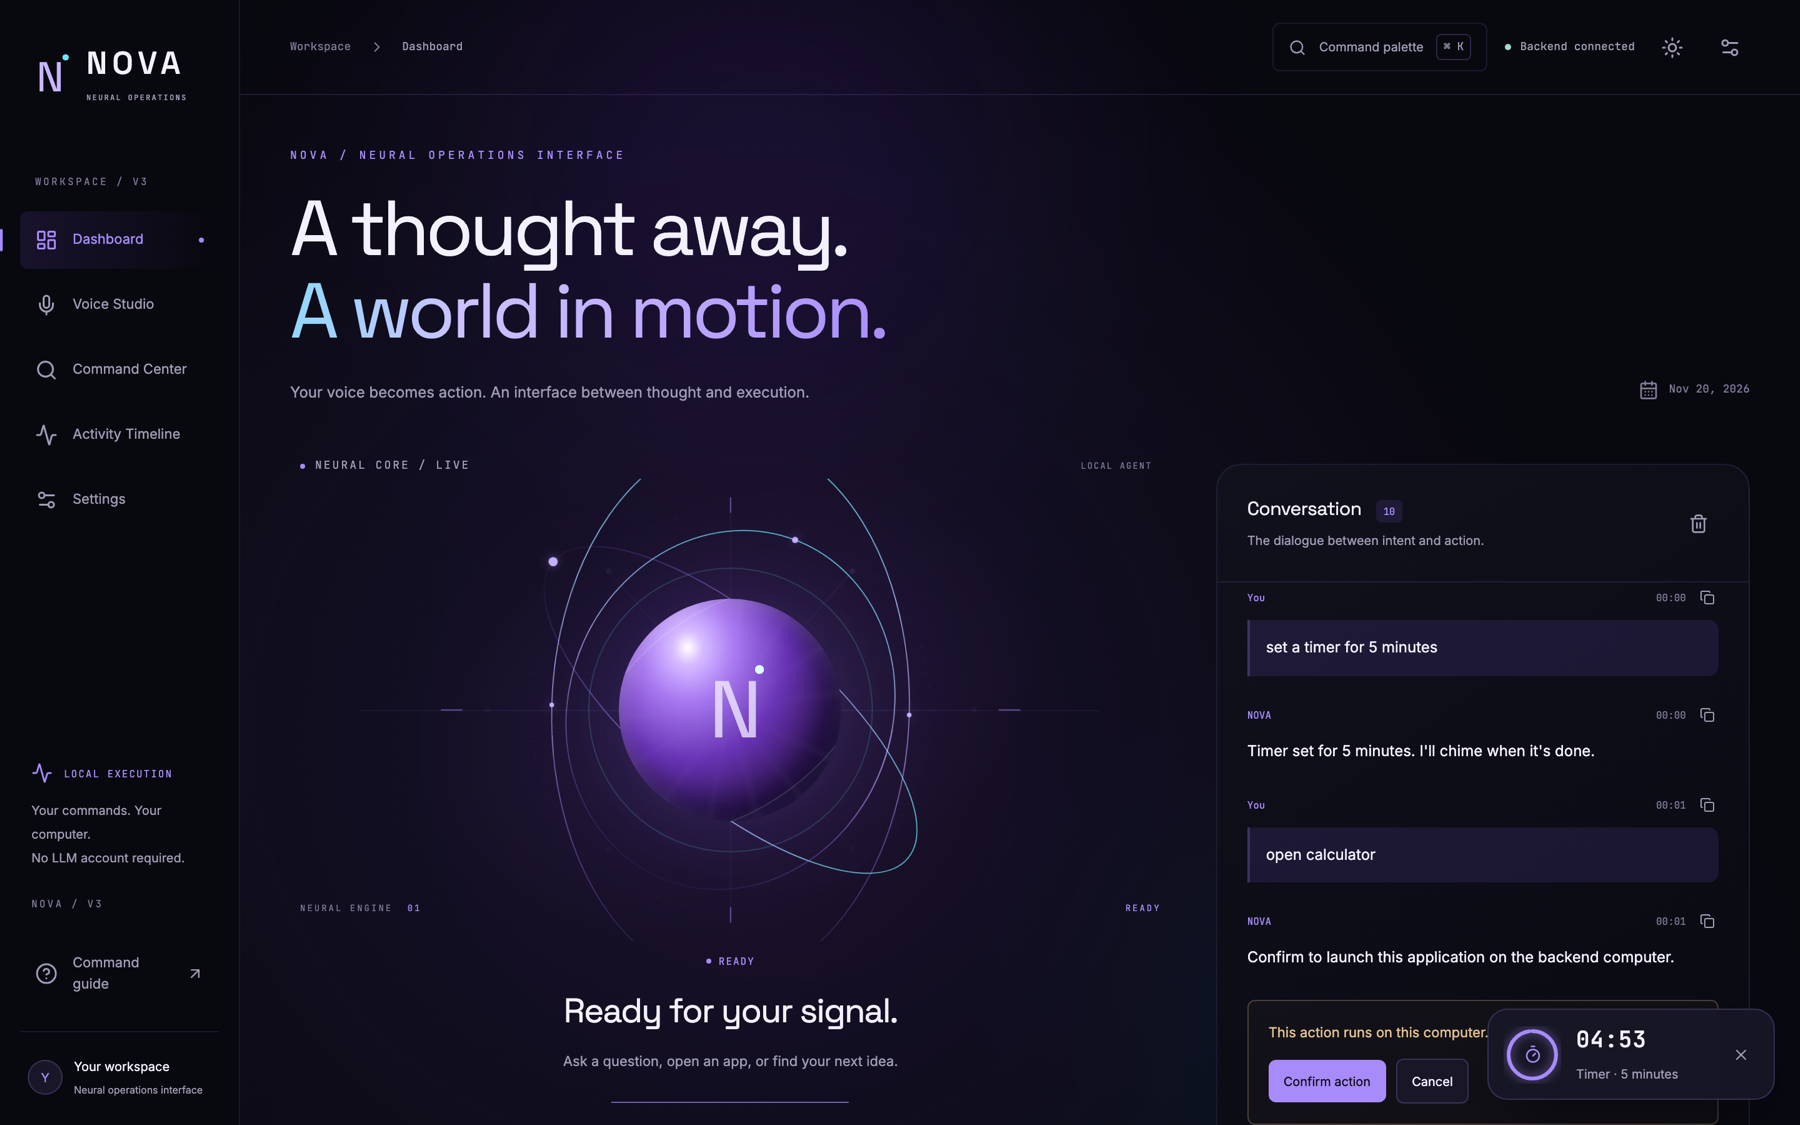 N NOVA
NEURAL OPERATIONS
WORKSPACE / V3
Dashboard
Voice Studio
Command Center
Activity Timeline
Settings
LOCAL EXECUTION
Your commands. Your
computer.
No LLM account required.
NOVA / V3
Command
guide
Y
Your workspace
Neural operations interface
Workspace > Dashboard
Command palette ⌘ K
Backend connected
NOVA / NEURAL OPERATIONS INTERFACE
A thought away.
A world in motion.
Your voice becomes action. An interface between thought and execution.
Nov 20, 2026
NEURAL CORE / LIVE
LOCAL AGENT
N
NEURAL ENGINE 01
READY
READY
Ready for your signal.
Ask a question, open an app, or find your next idea.
Conversation 10
The dialogue between intent and action.
You 00:00
set a timer for 5 minutes
NOVA 00:00
Timer set for 5 minutes. I'll chime when it's done.
You 00:01
open calculator
NOVA 00:01
Confirm to launch this application on the backend computer.
This action runs on this computer.
Confirm action
Cancel
04:53
Timer · 5 minutes